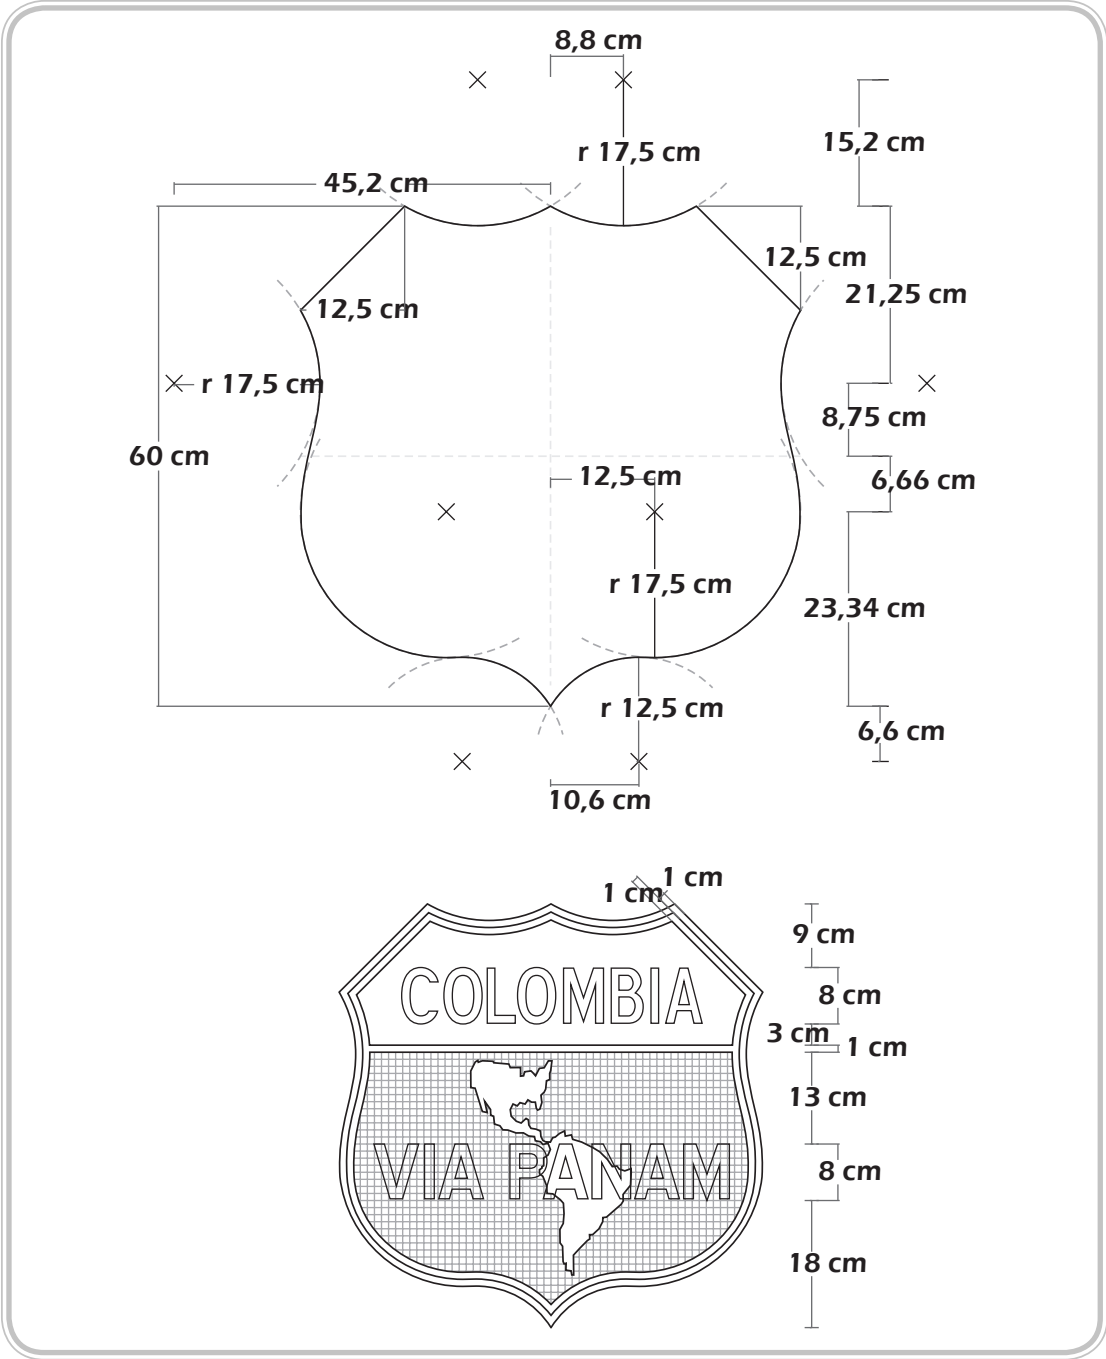 8,8 cm
15,2 cm
r 17,5 cm
45,2 cm
12,5 cm
21,25 cm
12,5 cm
r 17,5 cm
8,75 cm
60 cm
12,5 cm
6,66 cm
r 17,5 cm
23,34 cm
r 12,5 cm
6,6 cm
10,6 cm
1 cm
1 cm
9 cm
COLOMBIA
8 cm
3 cm
1 cm
13 cm
VIA PANAM
8 cm
18 cm